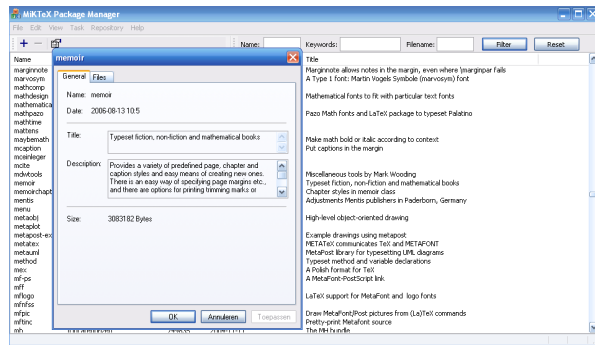 MiKTeX Package Manager
File Edit View Task Repository Help
Name: Keywords: Filename: Filter Reset
Name
Title
marginnote
Marginnote allows notes in the margin, even where \marginpar fails
marvosym
A Type 1 font: Martin Vogels Symbole (marvosym) font
mathcomp
mathdesign
Mathematical fonts to fit with particular text fonts
mathematica
mathpazo
Pazo Math fonts and LaTeX package to typeset Palatino
mathtime
mattens
maybemath
Make math bold or italic according to context
mcaption
Put captions in the margin
mceinleger
mcite
mdwtools
Miscellaneous tools by Mark Wooding
memoir
Typeset fiction, non-fiction and mathematical books
memoirchapt
Chapter styles in memoir class
mentis
Adjustments Mentis publishers in Paderborn, Germany
menu
metaobj
High-level object-oriented drawing
metaplot
metapost-ex
Example drawings using metapost
metatex
METATeX communicates TeX and METAFONT
metauml
MetaPost library for typesetting UML diagrams
method
Typeset method and variable declarations
mex
A Polish format for TeX
mf-ps
A MetaFont-PostScript link
mff
mflogo
LaTeX support for MetaFont and logo fonts
mfnfss
mfpic
Draw MetaFont/Post pictures from (La)TeX commands
mftinc
Pretty-print Metafont source
mh
The MH bundle
memoir
General Files
Name: memoir
Date: 2006-08-13 10:5
Title: Typeset fiction, non-fiction and mathematical books
Description: Provides a variety of predefined page, chapter and
caption styles and easy means of creating new ones.
There is an easy way of specifying page margins etc.,
and there are options for printing trimming marks or
Size: 3083182 Bytes
OK Annuleren Toepassen